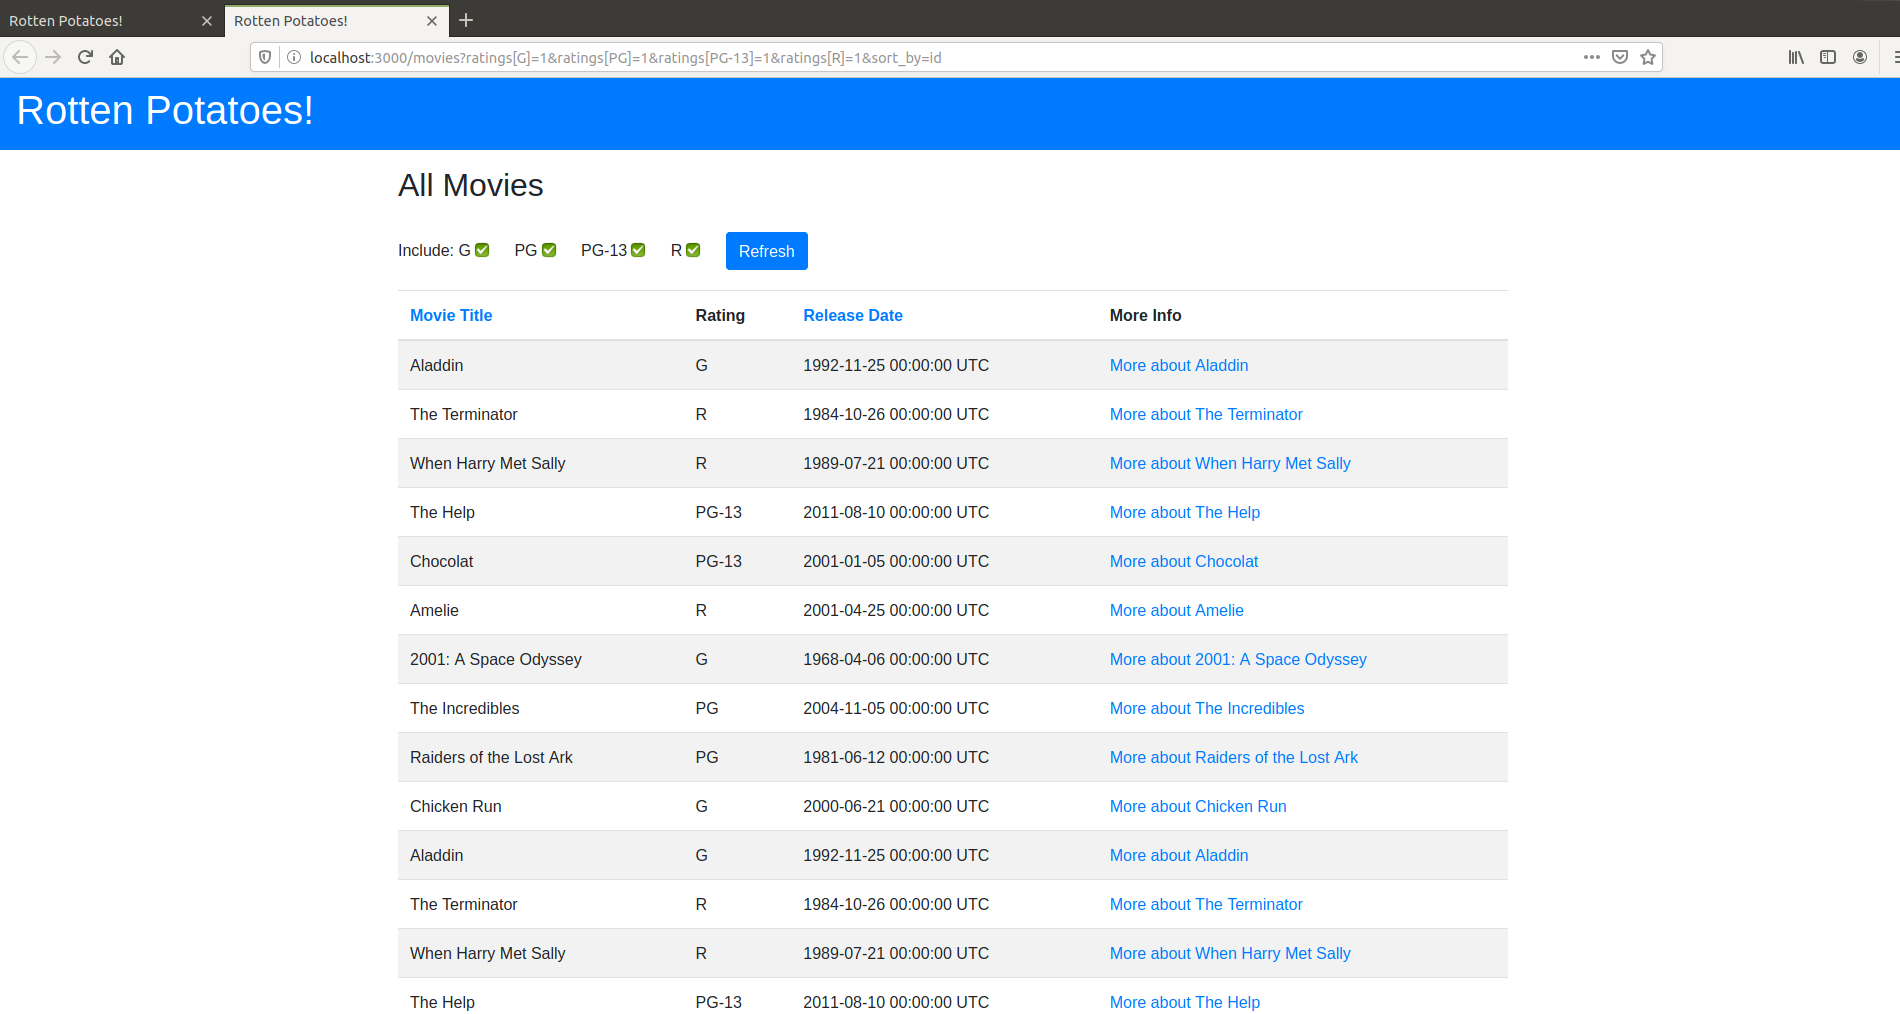 Rotten Potatoes! Rotten Potatoes!
localhost:3000/movies?ratings[G]=1&ratings[PG]=1&ratings[PG-13]=1&ratings[R]=1&sort_by=id
Rotten Potatoes!
All Movies
Include: G PG PG-13 R Refresh
Movie Title Rating Release Date More Info
Aladdin G 1992-11-25 00:00:00 UTC More about Aladdin
The Terminator R 1984-10-26 00:00:00 UTC More about The Terminator
When Harry Met Sally R 1989-07-21 00:00:00 UTC More about When Harry Met Sally
The Help PG-13 2011-08-10 00:00:00 UTC More about The Help
Chocolat PG-13 2001-01-05 00:00:00 UTC More about Chocolat
Amelie R 2001-04-25 00:00:00 UTC More about Amelie
2001: A Space Odyssey G 1968-04-06 00:00:00 UTC More about 2001: A Space Odyssey
The Incredibles PG 2004-11-05 00:00:00 UTC More about The Incredibles
Raiders of the Lost Ark PG 1981-06-12 00:00:00 UTC More about Raiders of the Lost Ark
Chicken Run G 2000-06-21 00:00:00 UTC More about Chicken Run
Aladdin G 1992-11-25 00:00:00 UTC More about Aladdin
The Terminator R 1984-10-26 00:00:00 UTC More about The Terminator
When Harry Met Sally R 1989-07-21 00:00:00 UTC More about When Harry Met Sally
The Help PG-13 2011-08-10 00:00:00 UTC More about The Help